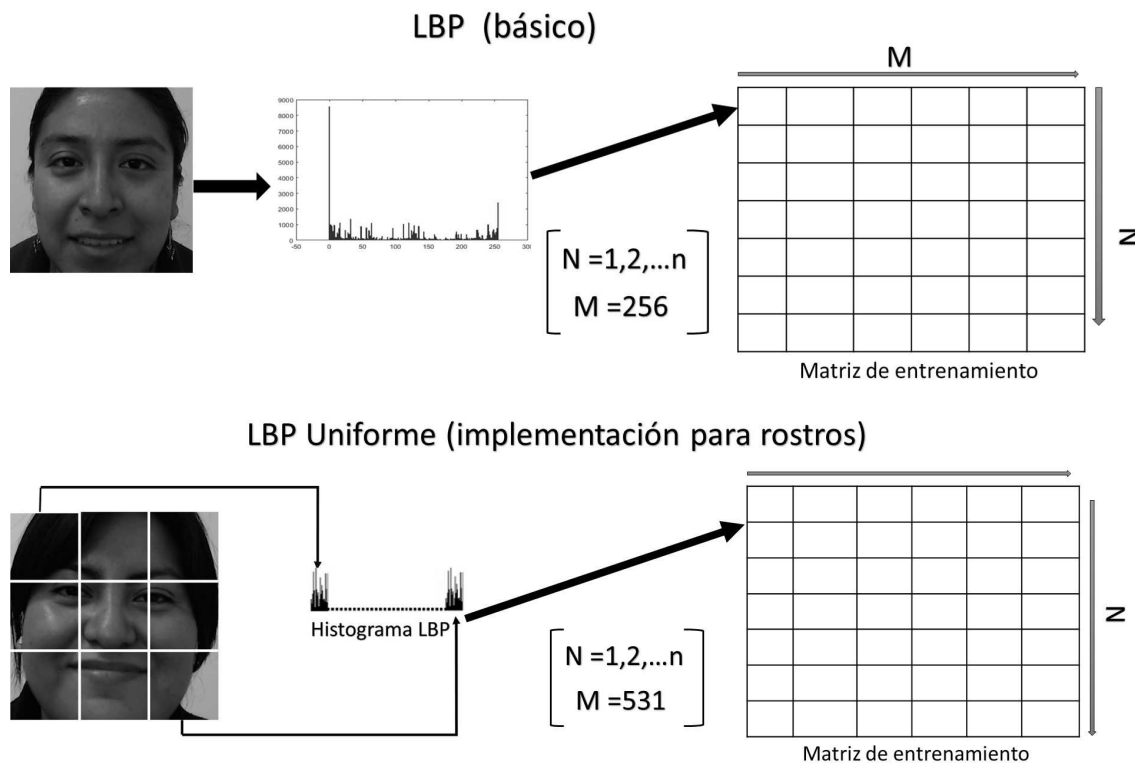 LBP (básico)
M
9000
8000
7000
6000
5000
4000
3000
2000
1000
0
-50 0 50 100 150 200 250 30
N =1,2,...n
M =256
N
Matriz de entrenamiento
LBP Uniforme (implementación para rostros)
Histograma LBP
N =1,2,...n
M =531
N
Matriz de entrenamiento